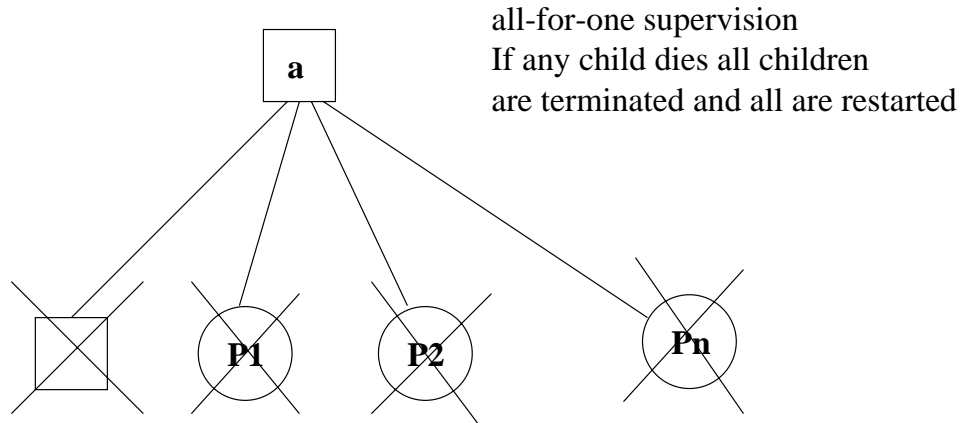 all-for-one supervision
If any child dies all children
are terminated and all are restarted
a
P1
P2
Pn